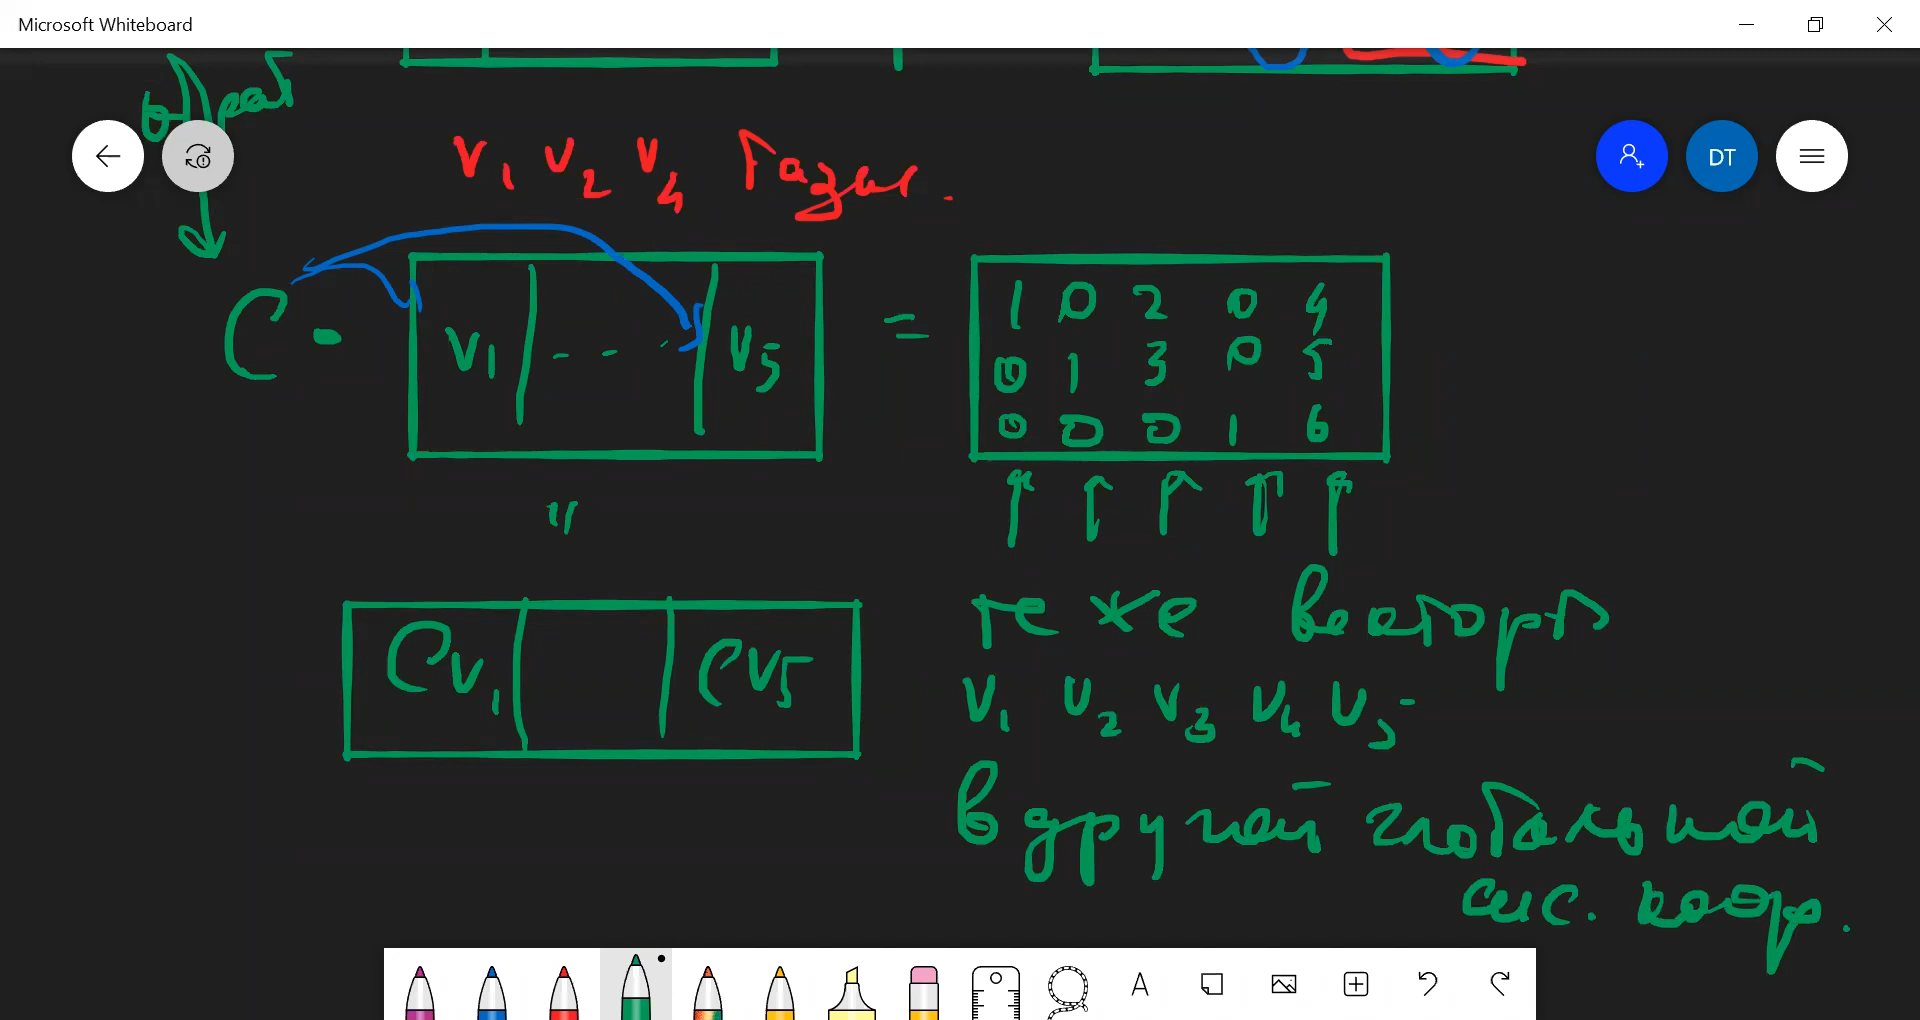 Microsoft Whiteboard
обрат
V1 V2 V4 базис.
DT
C · V1 | - - - | V5 =
1 0 2 0 4
0 1 3 0 5
0 0 0 1 6
"
CV1 | | CV5
те же векторы
V1 V2 V3 V4 V5 -
в другой глобальной
сис. коор.
A